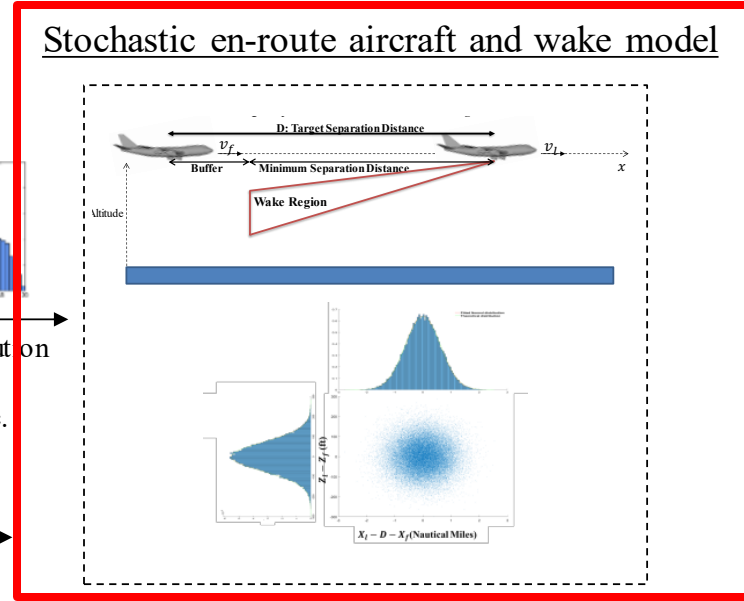 Stochastic en-route aircraft and wake model
D: Target Separation Distance
v_f
v_l
Buffer
Minimum Separation Distance
x
Wake Region
Altitude
ution
Z_l − Z_f (ft)
X_l − D − X_f (Nautical Miles)